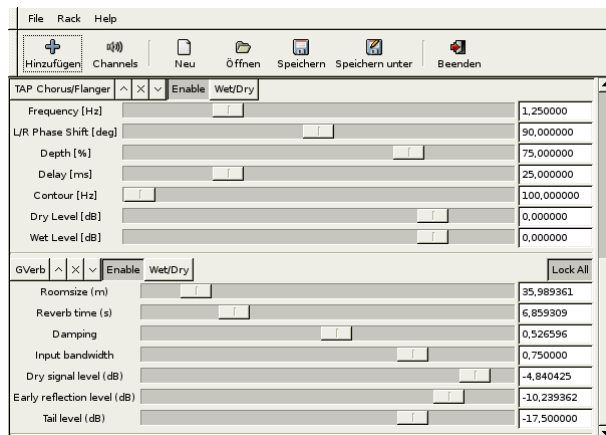 File Rack Help
Hinzufügen Channels Neu Öffnen Speichern Speichern unter Beenden
TAP Chorus/Flanger Enable Wet/Dry
Frequency [Hz] 1,250000
L/R Phase Shift [deg] 90,000000
Depth [%] 75,000000
Delay [ms] 25,000000
Contour [Hz] 100,000000
Dry Level [dB] 0,000000
Wet Level [dB] 0,000000
GVerb Enable Wet/Dry Lock All
Roomsize (m) 35,989361
Reverb time (s) 6,859309
Damping 0,526596
Input bandwidth 0,750000
Dry signal level (dB) -4,840425
Early reflection level (dB) -10,239362
Tail level (dB) -17,500000